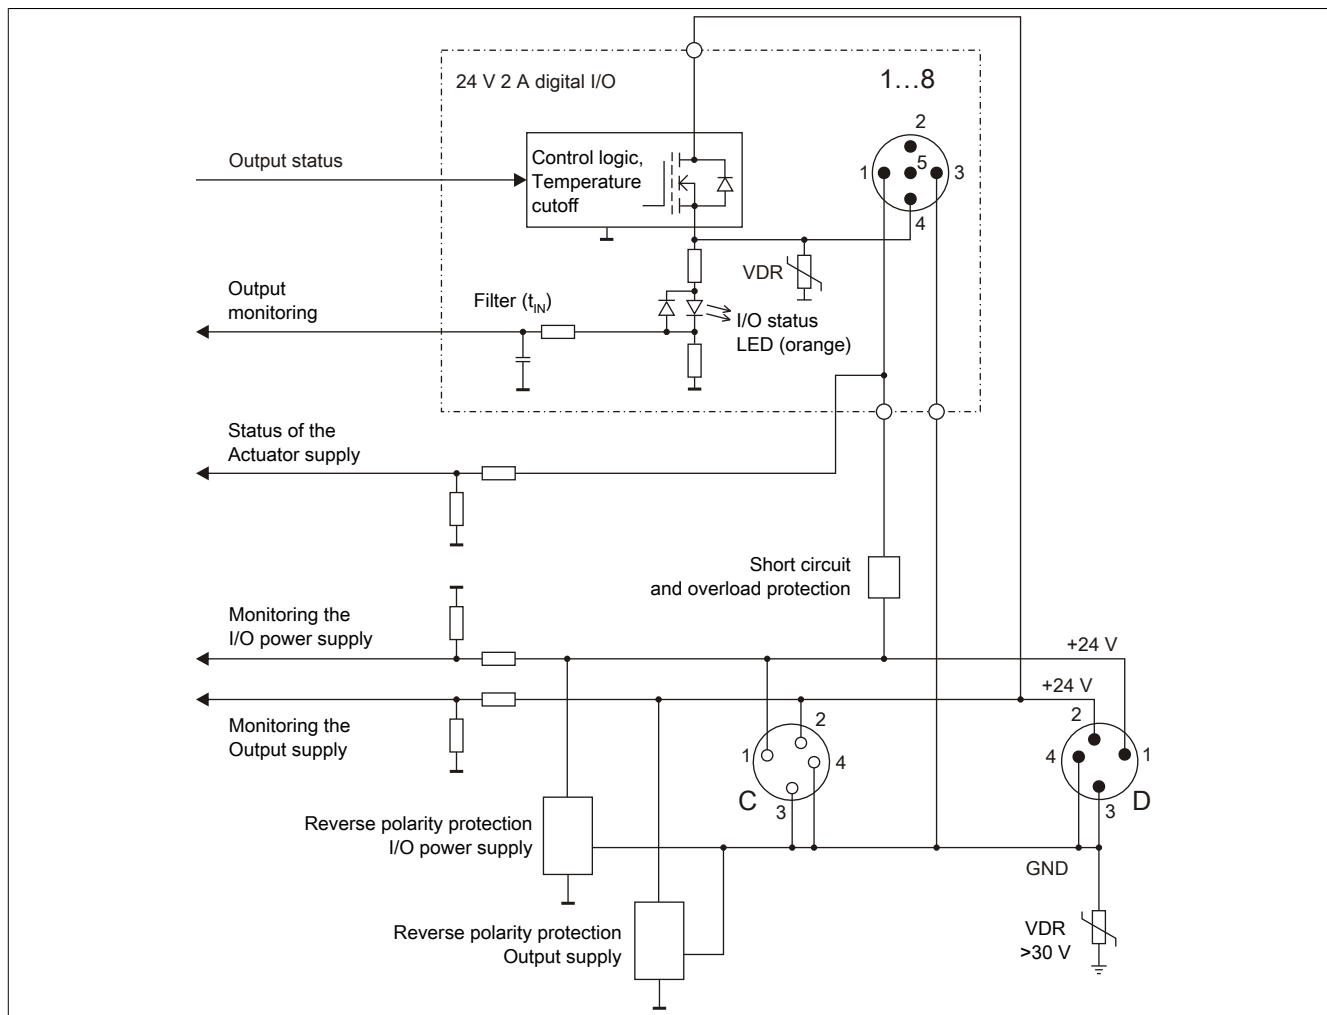 24 V 2 A digital I/O
1…8
2
Output status
Control logic,
Temperature
cutoff
1
5
3
4
VDR
Output
monitoring
Filter (tIN)
I/O status
LED (orange)
Status of the
Actuator supply
Short circuit
and overload protection
Monitoring the
I/O power supply
+24 V
+24 V
Monitoring the
Output supply
2
1
4
C
3
2
4
1
3
D
Reverse polarity protection
I/O power supply
GND
Reverse polarity protection
Output supply
VDR
>30 V